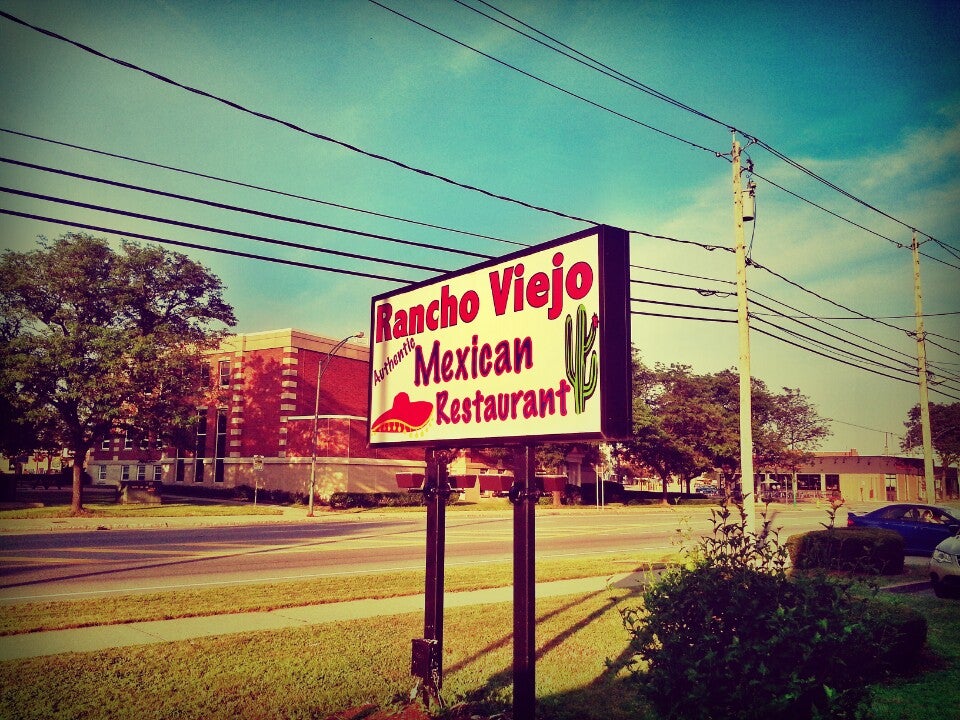 Rancho Viejo
Authentic
Mexican
Restaurant